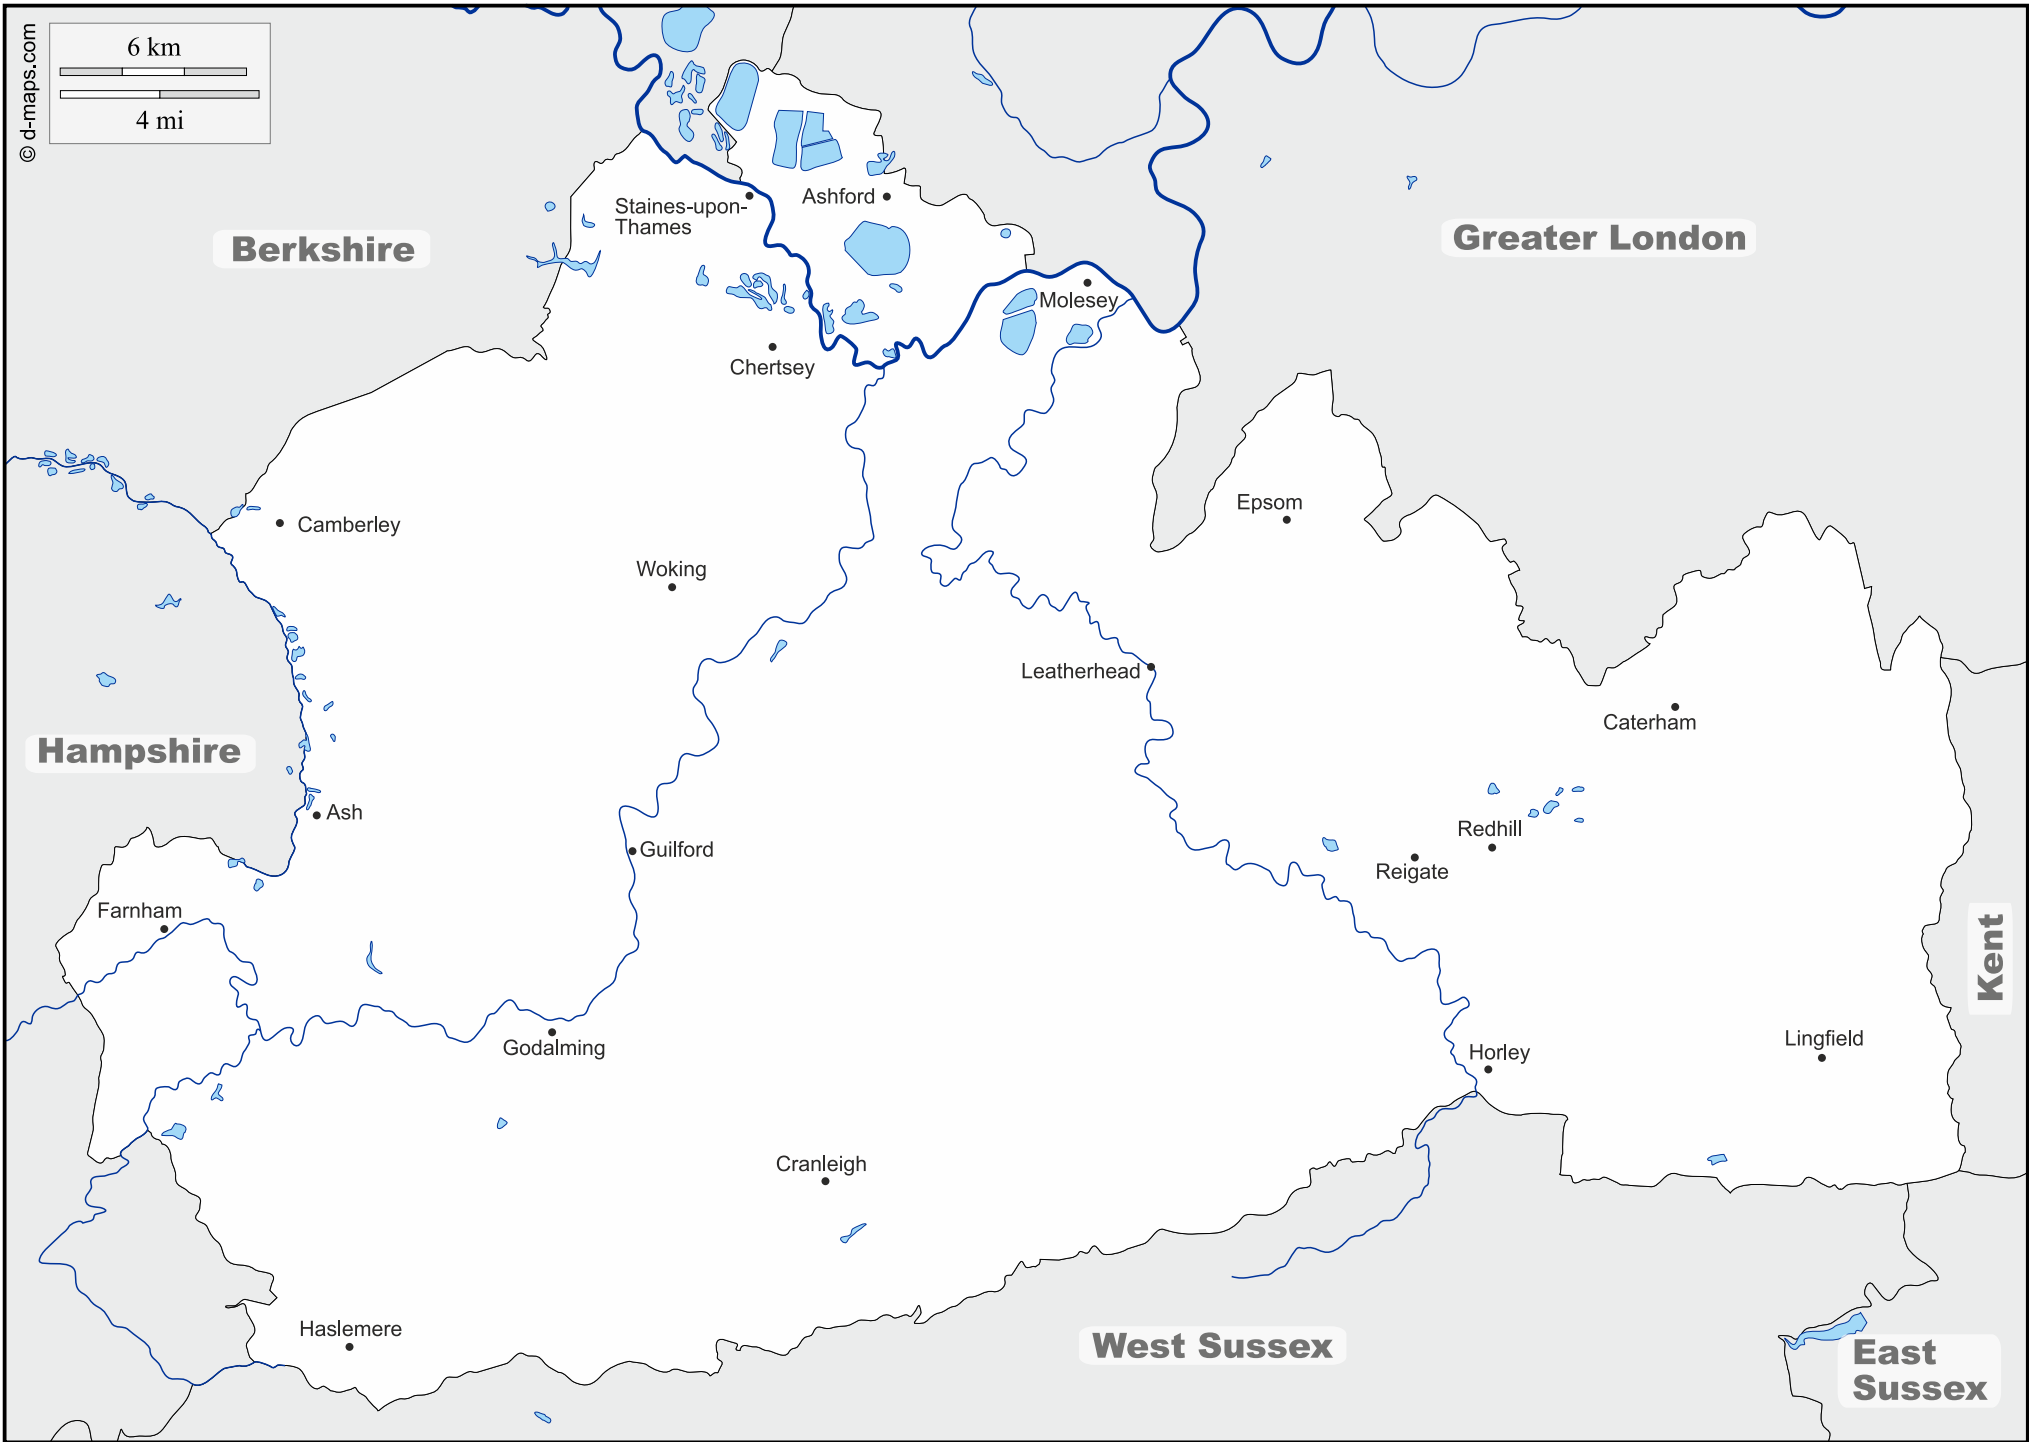 © d-maps.com
6 km
4 mi
Staines-upon-
Thames
Ashford
Berkshire
Greater London
Molesey
Chertsey
Epsom
Camberley
Woking
Leatherhead
Caterham
Hampshire
Ash
Redhill
Guilford
Reigate
Farnham
Kent
Godalming
Horley
Lingfield
Cranleigh
Haslemere
West Sussex
East
Sussex